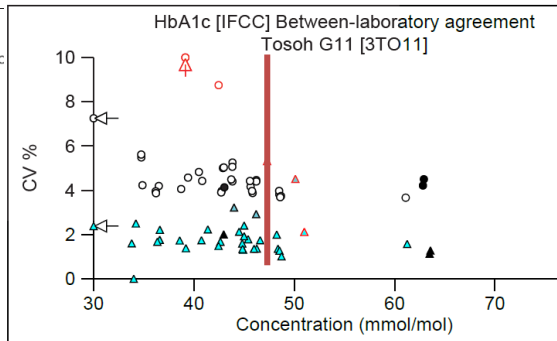 HbA1c [IFCC] Between-laboratory agreement
Tosoh G11 [3TO11]
10
8
6
4
2
0
CV %
30
40
50
60
70
Concentration (mmol/mol)